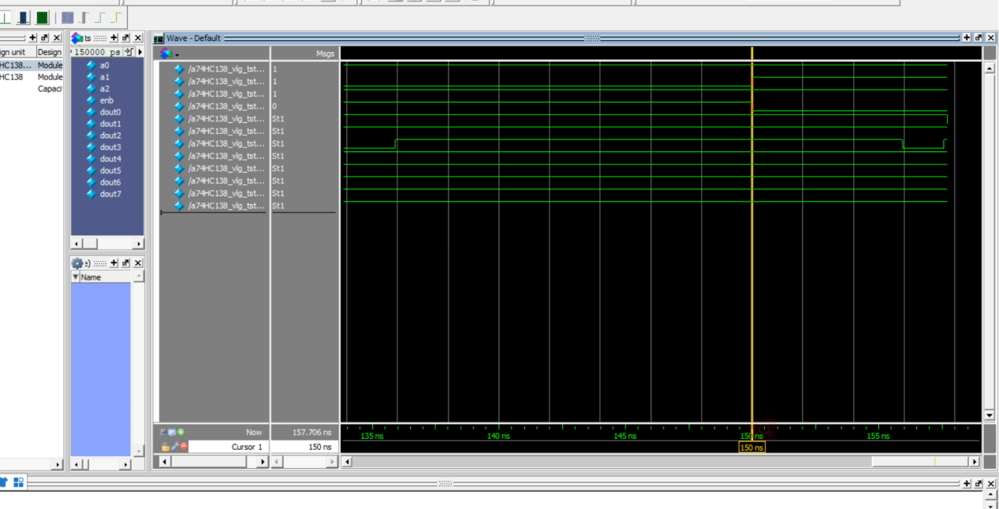 ts
Wave - Default
gn unit Design
150000 ps
Msgs
HC138... Module
HC138 Module
Capaci
a0
a1
a2
enb
dout0
dout1
dout2
dout3
dout4
dout5
dout6
dout7
/a74HC138_vlg_tst... 1
/a74HC138_vlg_tst... 1
/a74HC138_vlg_tst... 1
/a74HC138_vlg_tst... 0
/a74HC138_vlg_tst... St1
/a74HC138_vlg_tst... St1
/a74HC138_vlg_tst... St1
/a74HC138_vlg_tst... St1
/a74HC138_vlg_tst... St1
/a74HC138_vlg_tst... St1
/a74HC138_vlg_tst... St1
/a74HC138_vlg_tst... St1
Name
Now 157.706 ns
135 ns 140 ns 145 ns 150 ns 155 ns
Cursor 1 150 ns
150 ns